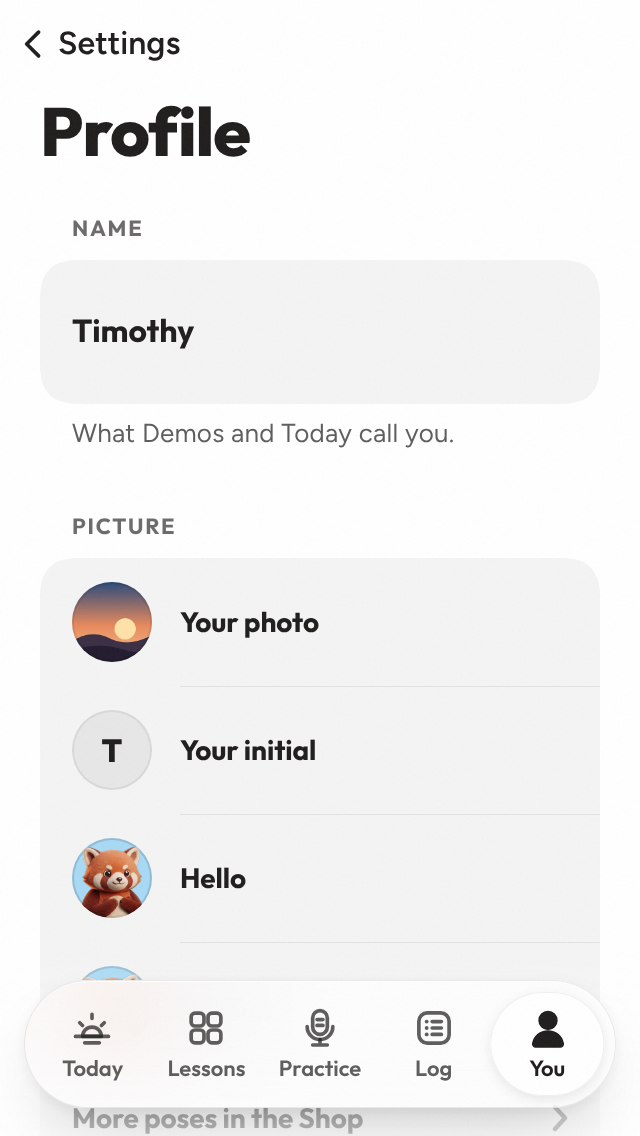 Settings
Profile
NAME
Timothy
What Demos and Today call you.
PICTURE
Your photo
T
Your initial
Hello
Today
Lessons
Practice
Log
You
More poses in the Shop